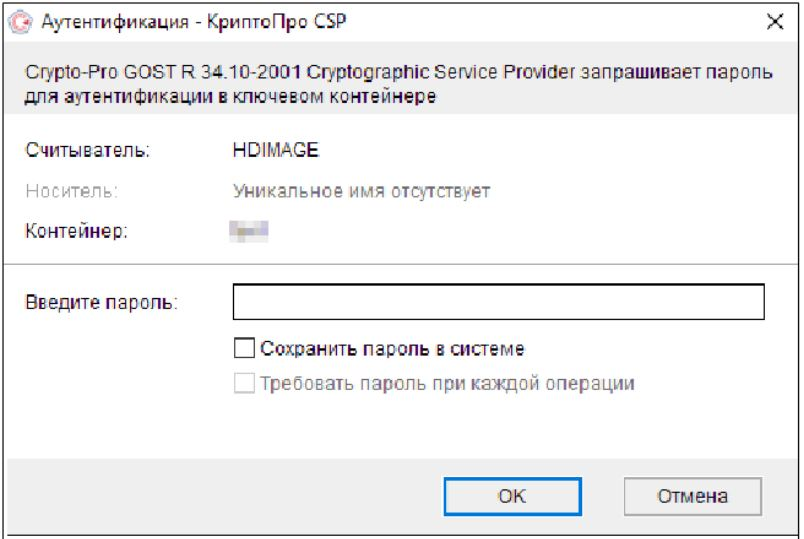 Аутентификация - КриптоПро CSP
Crypto-Pro GOST R 34.10-2001 Cryptographic Service Provider запрашивает пароль
для аутентификации в ключевом контейнере
Считыватель: HDIMAGE
Носитель: Уникальное имя отсутствует
Контейнер:
Введите пароль:
Сохранить пароль в системе
Требовать пароль при каждой операции
OK Отмена